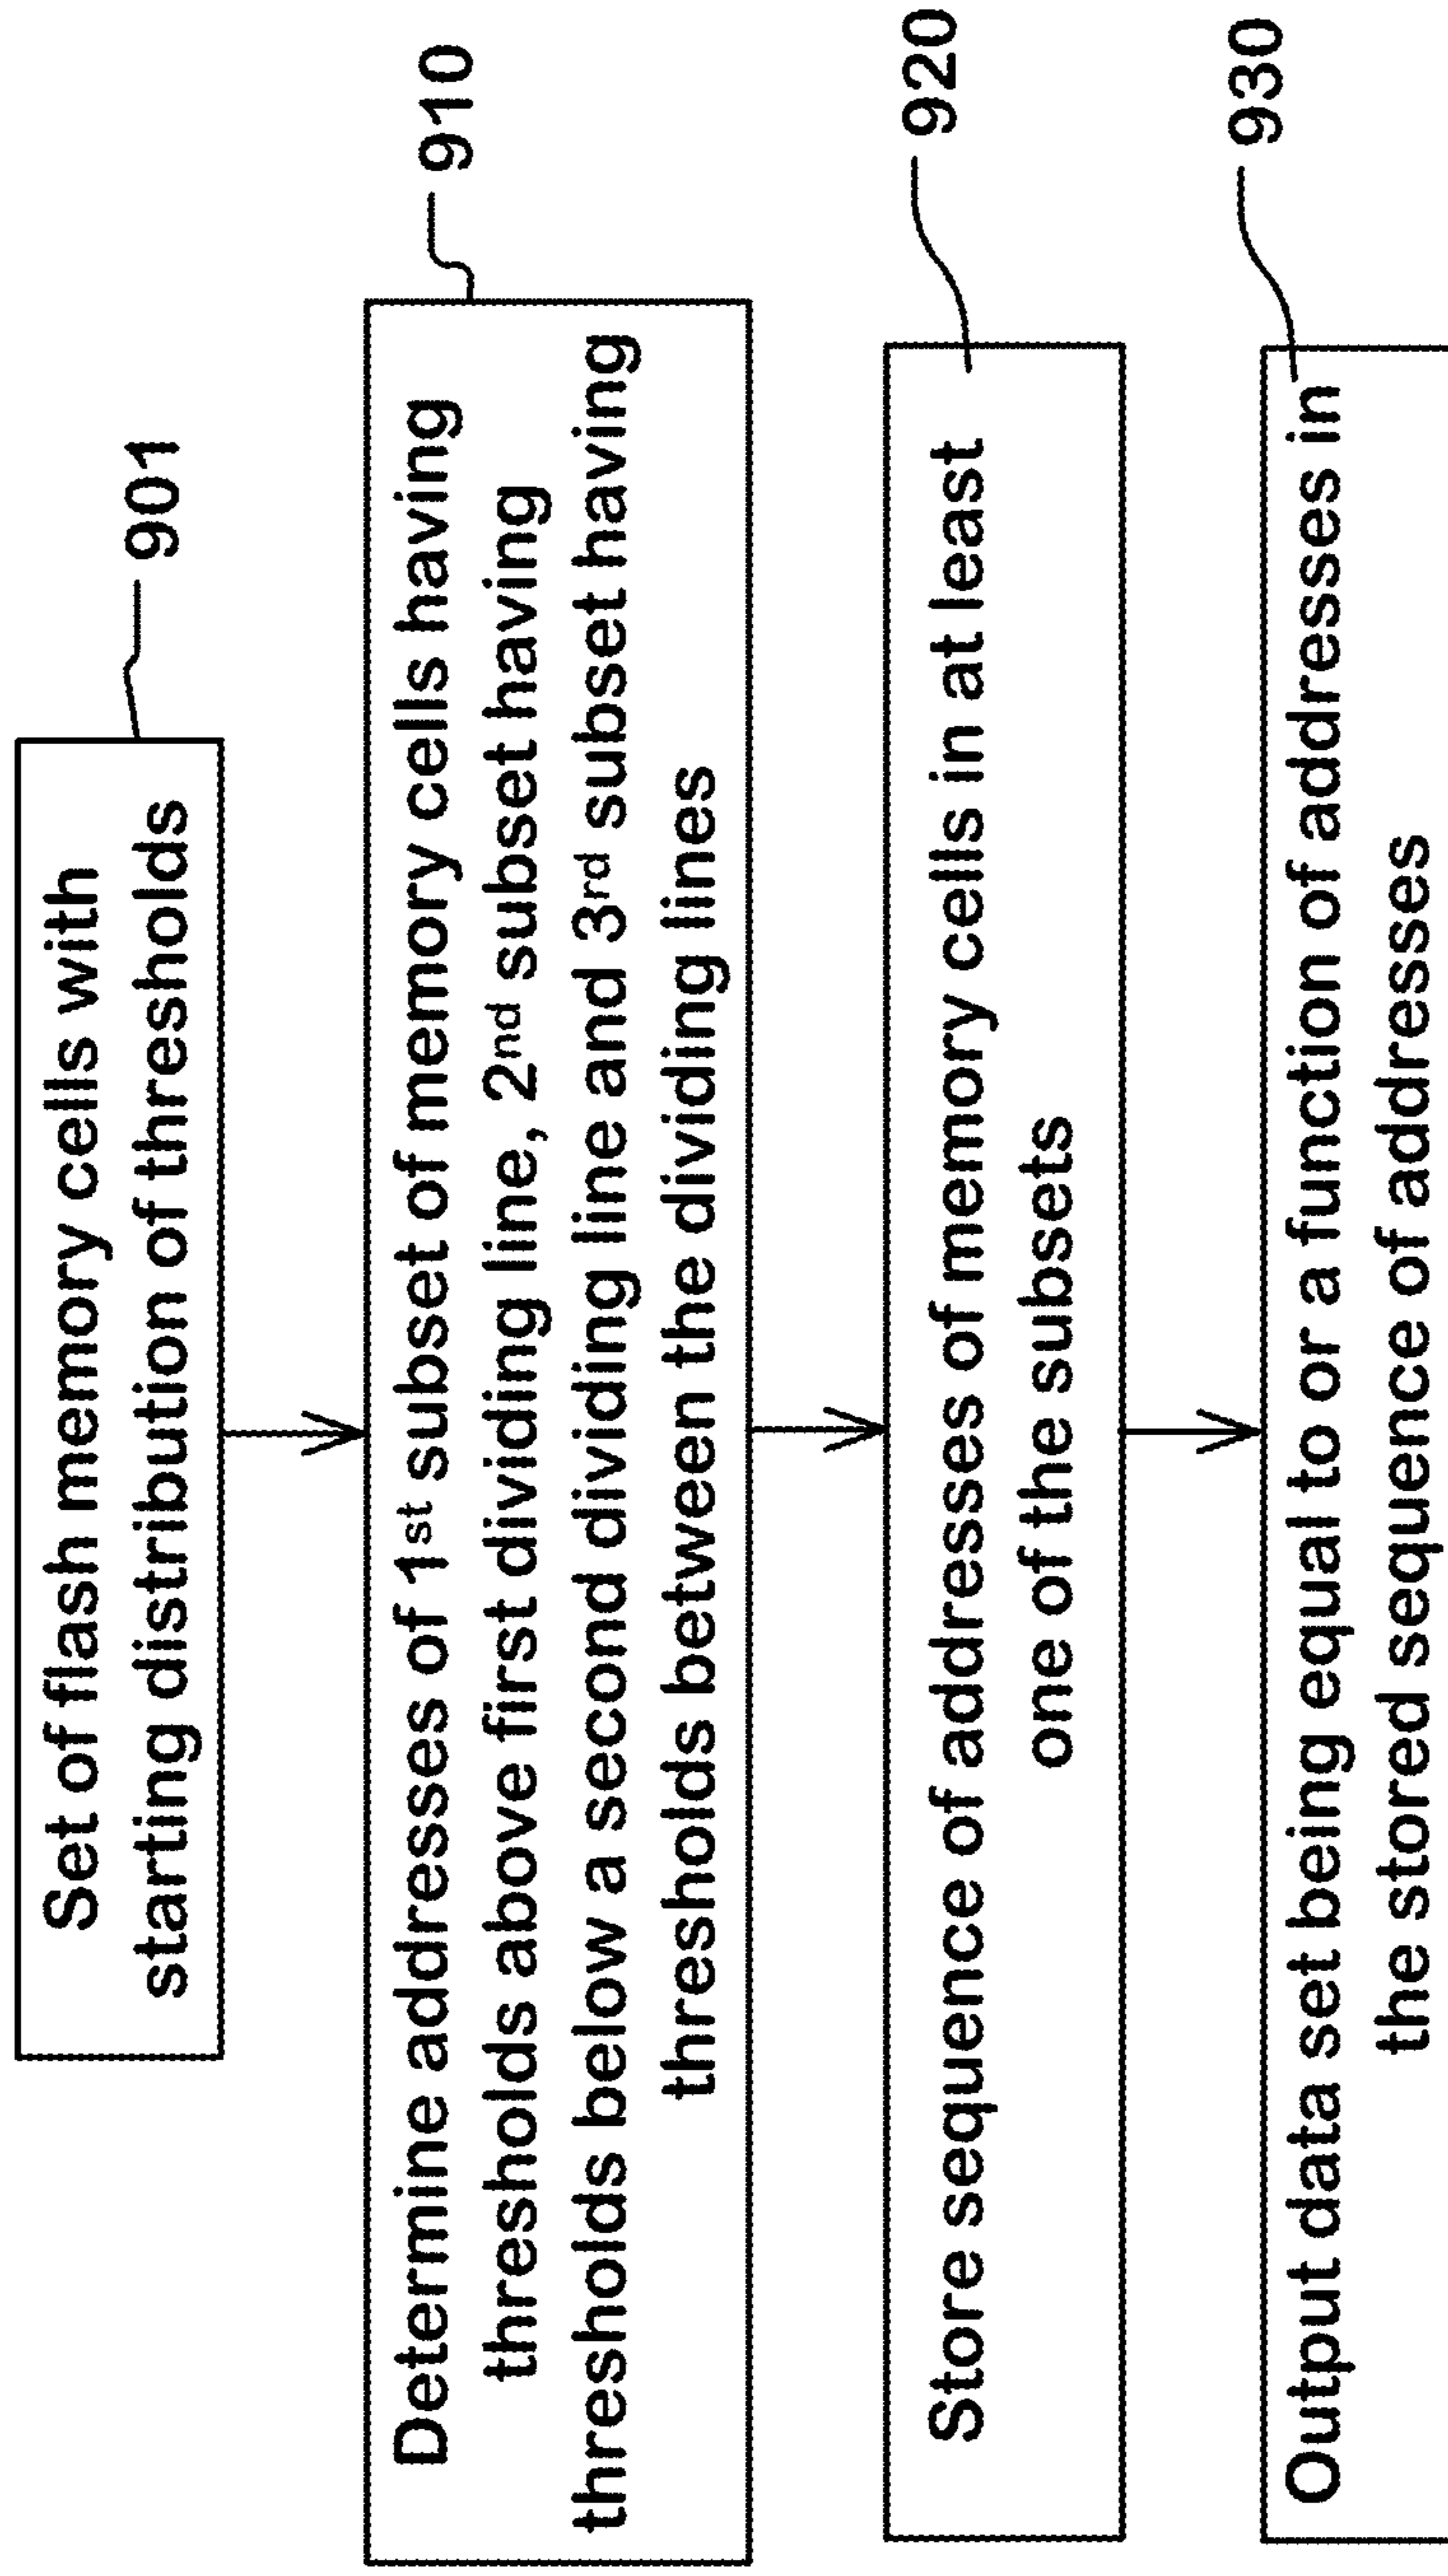 901
Set of flash memory cells with
starting distribution of thresholds
910
Determine addresses of 1st subset of memory cells having
thresholds above first dividing line, 2nd subset having
thresholds below a second dividing line and 3rd subset having
thresholds between the dividing lines
920
Store sequence of addresses of memory cells in at least
one of the subsets
930
Output data set being equal to or a function of addresses in
the stored sequence of addresses